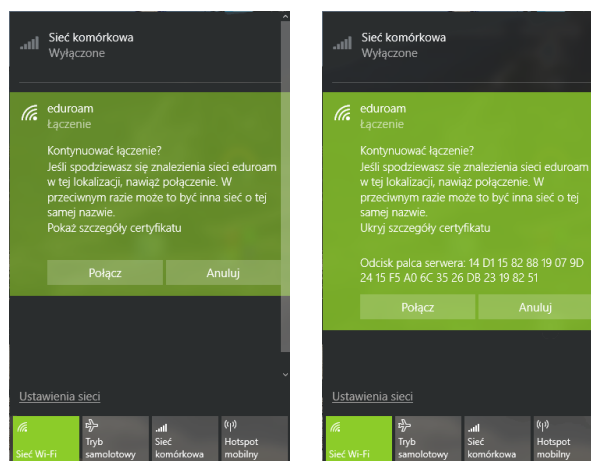 Sieć komórkowa
Wyłączone
eduroam
Łączenie
Kontynuować łączenie?
Jeśli spodziewasz się znalezienia sieci eduroam
w tej lokalizacji, nawiąż połączenie. W
przeciwnym razie może to być inna sieć o tej
samej nazwie.
Pokaż szczegóły certyfikatu
Połącz
Anuluj
Ustawienia sieci
Sieć Wi-Fi
Tryb
samolotowy
Sieć
komórkowa
Hotspot
mobilny
Sieć komórkowa
Wyłączone
eduroam
Łączenie
Kontynuować łączenie?
Jeśli spodziewasz się znalezienia sieci eduroam
w tej lokalizacji, nawiąż połączenie. W
przeciwnym razie może to być inna sieć o tej
samej nazwie.
Ukryj szczegóły certyfikatu
Odcisk palca serwera: 14 D1 15 82 88 19 07 9D
24 15 F5 A0 6C 35 26 DB 23 19 82 51
Połącz
Anuluj
Ustawienia sieci
Sieć Wi-Fi
Tryb
samolotowy
Sieć
komórkowa
Hotspot
mobilny